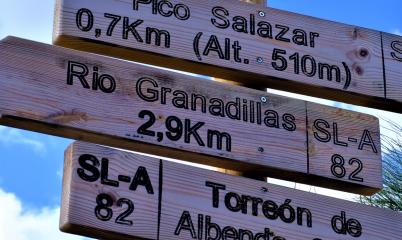 Pico Salazar
0,7Km (Alt. 510m)
Rio Granadillas
2,9Km
SL-A
82
SL-A
82
Torreón de